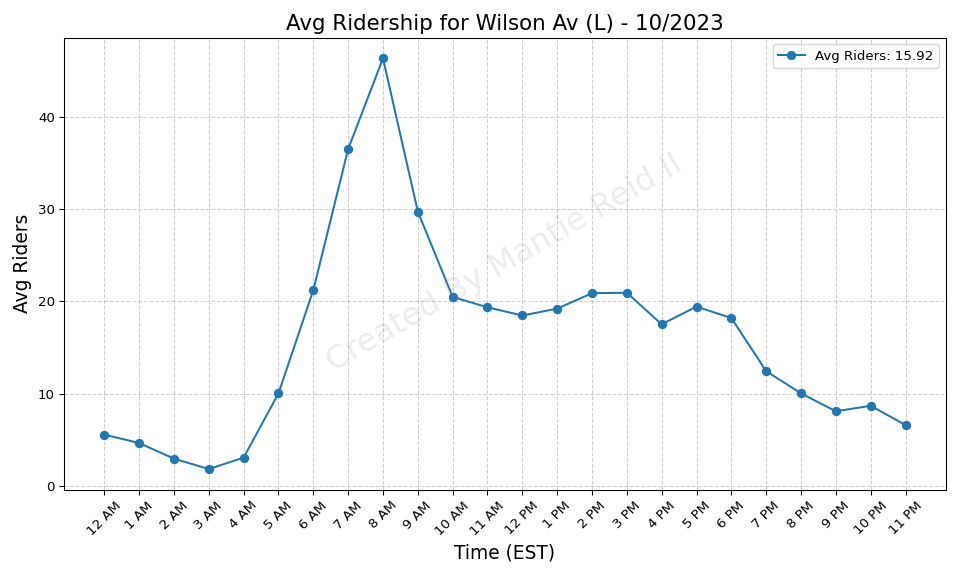 Avg Ridership for Wilson Av (L) - 10/2023
Avg Riders: 15.92
Avg Riders
40
30
20
10
0
Created By Mantie Reid II
12 AM
1 AM
2 AM
3 AM
4 AM
5 AM
6 AM
7 AM
8 AM
9 AM
10 AM
11 AM
12 PM
1 PM
2 PM
3 PM
4 PM
5 PM
6 PM
7 PM
8 PM
9 PM
10 PM
11 PM
Time (EST)